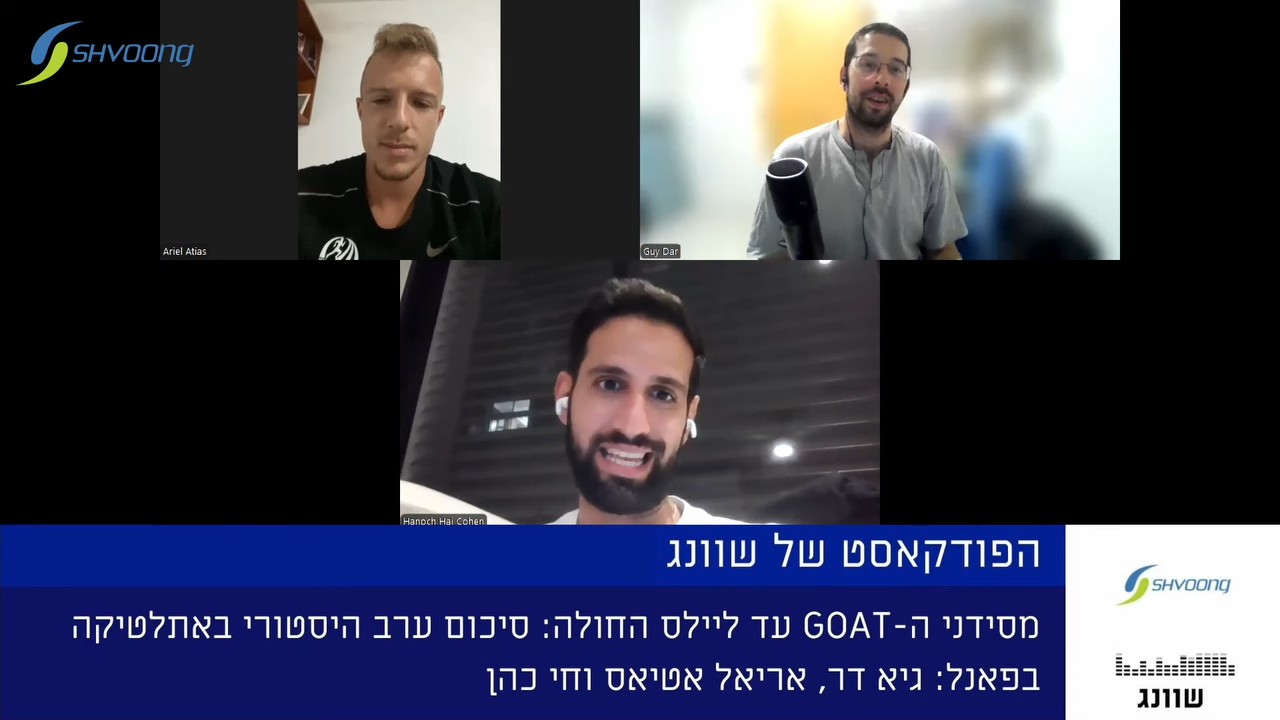 SHVOONG
Ariel Atias
Guy Dar
Hanoch Hai Cohen
הפודקאסט של שוונג
מסידני ה-GOAT עד ליילס החולה: סיכום ערב היסטורי באתלטיקה
בפאנל: גיא דר, אריאל אטיאס וחי כהן
SHVOONG
שוונג